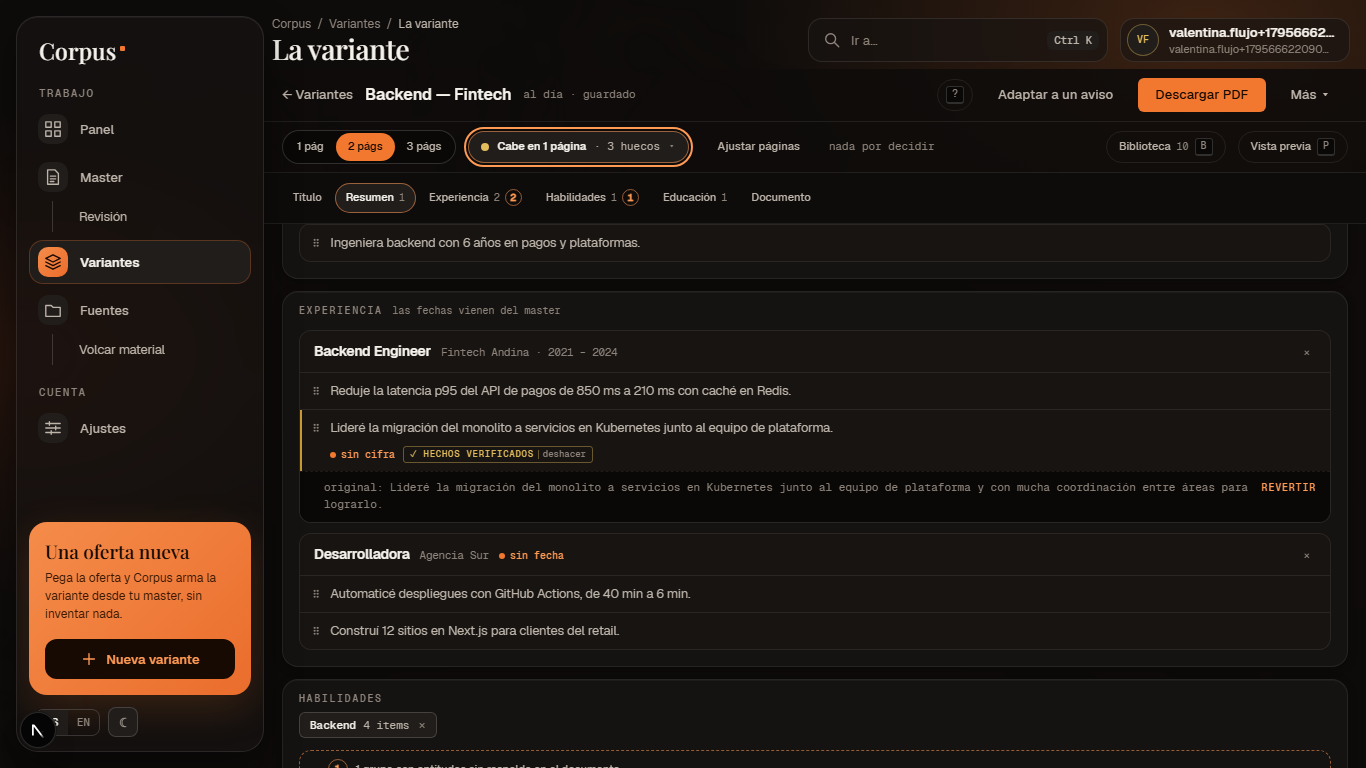 Corpus
TRABAJO
Panel
Master
Revisión
Variantes
Fuentes
Volcar material
CUENTA
Ajustes
Una oferta nueva
Pega la oferta y Corpus arma la
variante desde tu master, sin
inventar nada.
Nueva variante
EN
Corpus / Variantes / La variante
La variante
Ir a...
Ctrl K
VF
valentina.flujo+17956662...
valentina.flujo+179566622090...
← Variantes
Backend — Fintech
al día · guardado
?
Adaptar a un aviso
Descargar PDF
Más
1 pág
2 págs
3 págs
Cabe en 1 página · 3 huecos
Ajustar páginas
nada por decidir
Biblioteca 10 B
Vista previa P
Título
Resumen 1
Experiencia 2 2
Habilidades 1 1
Educación 1
Documento
Ingeniera backend con 6 años en pagos y plataformas.
EXPERIENCIA las fechas vienen del master
Backend Engineer Fintech Andina · 2021 – 2024 ×
Reduje la latencia p95 del API de pagos de 850 ms a 210 ms con caché en Redis.
Lideré la migración del monolito a servicios en Kubernetes junto al equipo de plataforma.
sin cifra ✓ HECHOS VERIFICADOS | deshacer
original: Lideré la migración del monolito a servicios en Kubernetes junto al equipo de plataforma y con mucha coordinación entre áreas para
lograrlo.
REVERTIR
Desarrolladora Agencia Sur sin fecha ×
Automaticé despliegues con GitHub Actions, de 40 min a 6 min.
Construí 12 sitios en Next.js para clientes del retail.
HABILIDADES
Backend 4 items ×